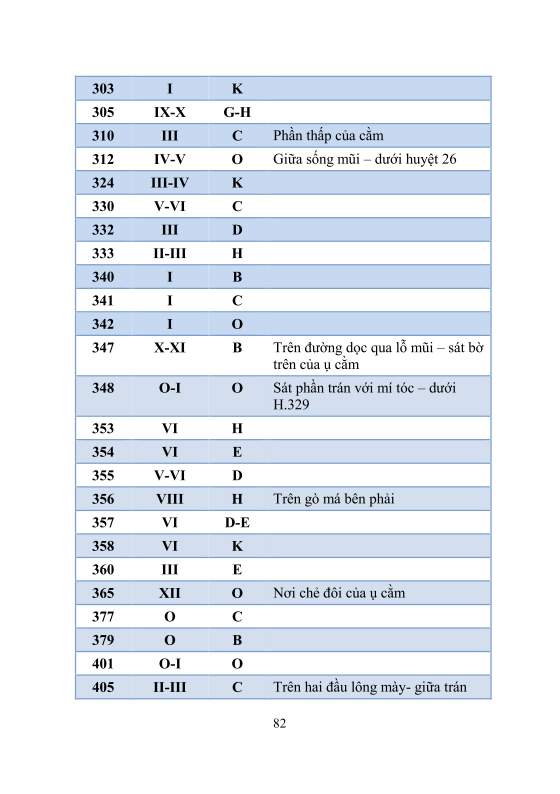 303 I K
305 IX-X G-H
310 III C Phần thấp của cằm
312 IV-V O Giữa sống mũi – dưới huyệt 26
324 III-IV K
330 V-VI C
332 III D
333 II-III H
340 I B
341 I C
342 I O
347 X-XI B Trên đường dọc qua lỗ mũi – sát bờ
trên của ụ cằm
348 O-I O Sát phần trán với mí tóc – dưới
H.329
353 VI H
354 VI E
355 V-VI D
356 VIII H Trên gò má bên phải
357 VI D-E
358 VI K
360 III E
365 XII O Nơi chẻ đôi của ụ cằm
377 O C
379 O B
401 O-I O
405 II-III C Trên hai đầu lông mày- giữa trán
82